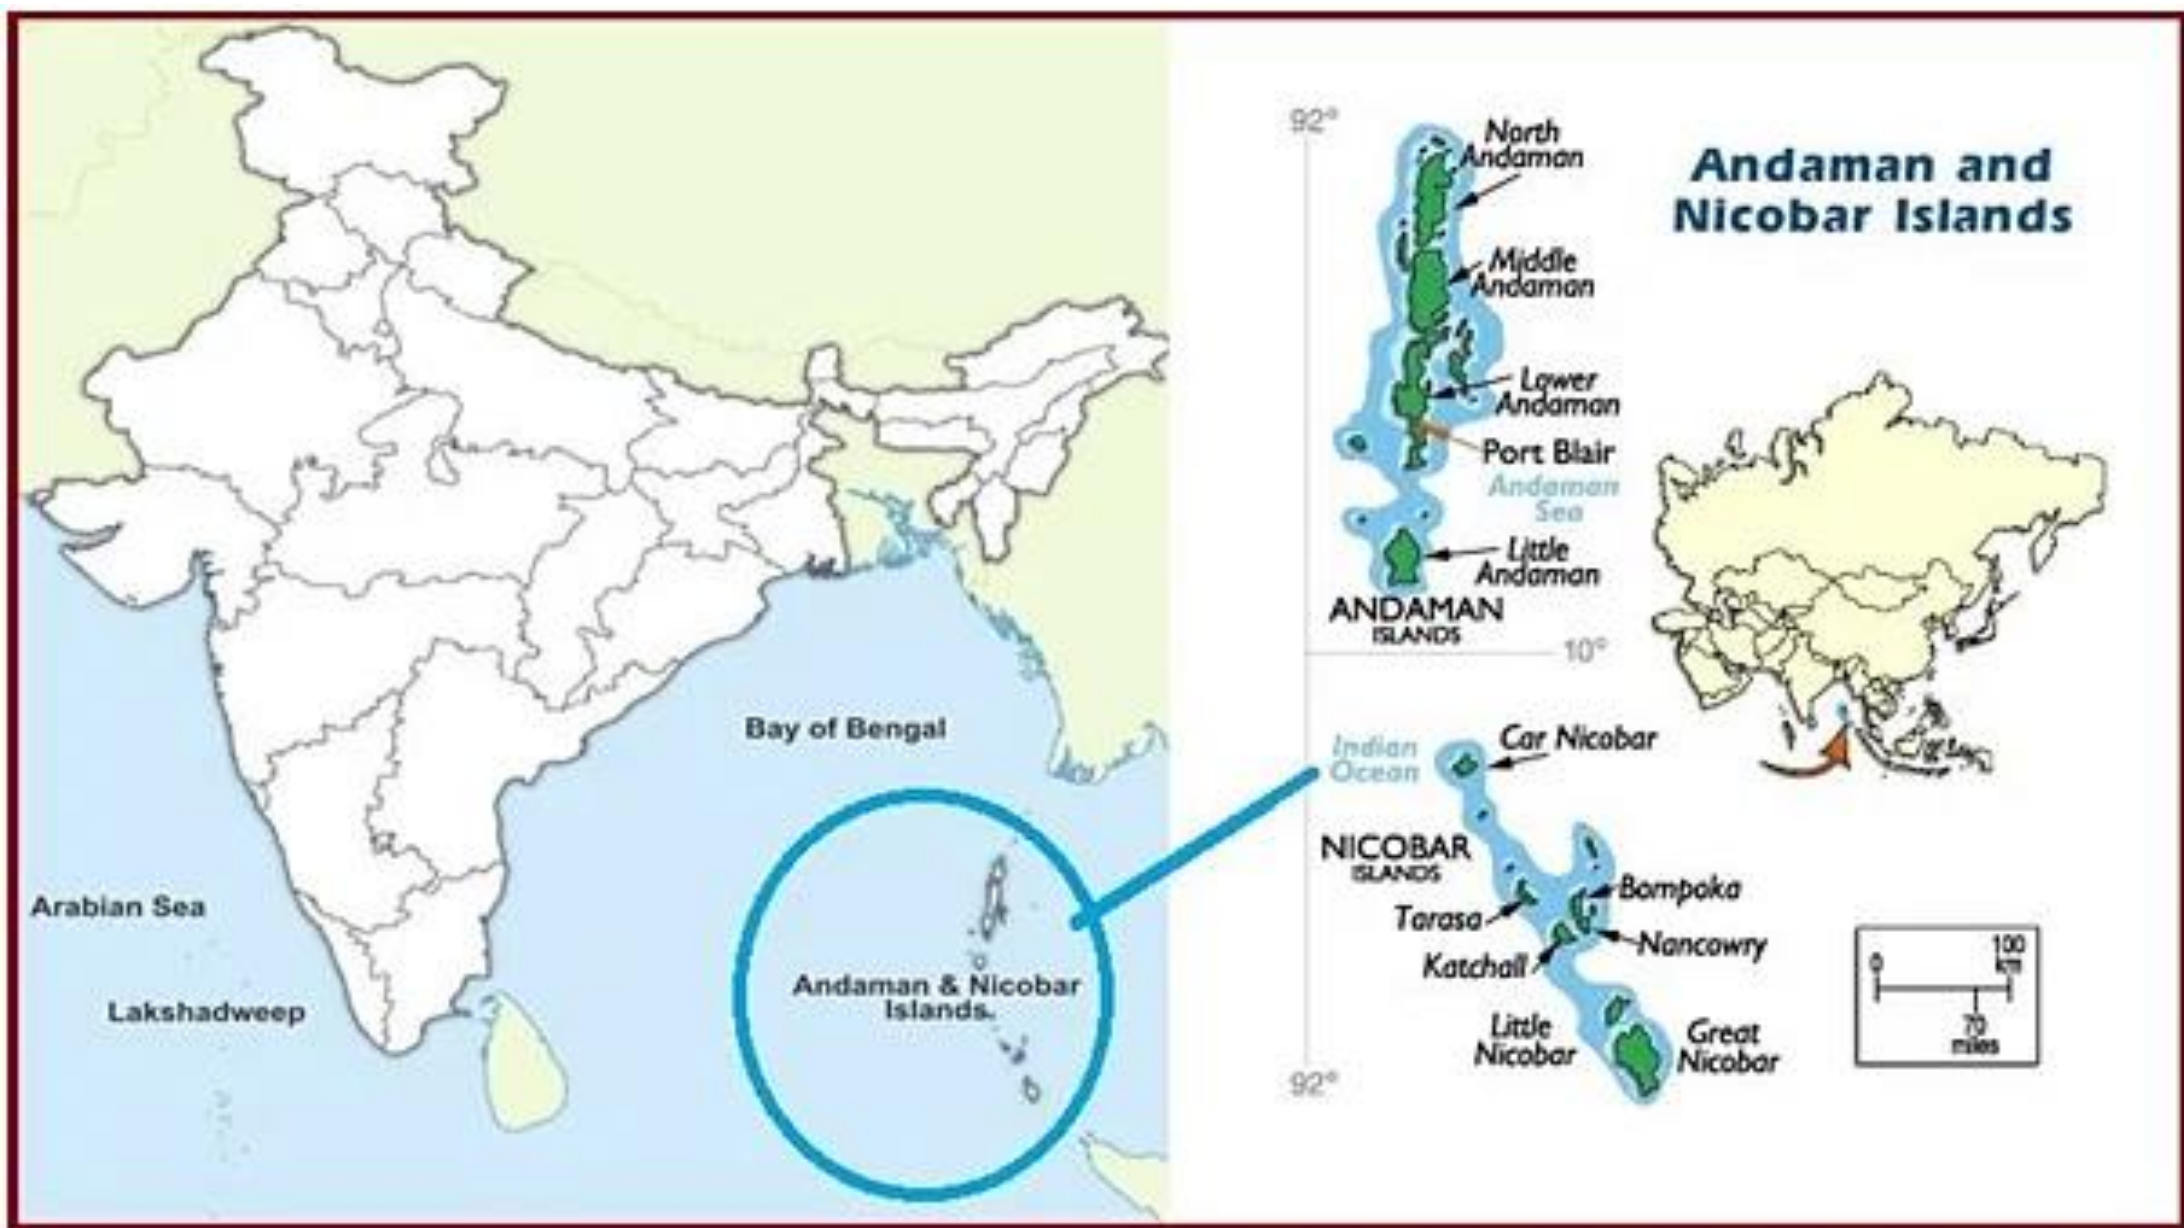 Bay of Bengal
Arabian Sea
Andaman & Nicobar
Islands.
Lakshadweep
Andaman and
Nicobar Islands
92°
North
Andaman
Middle
Andaman
Lower
Andaman
Port Blair
Andaman
Sea
Little
Andaman
ANDAMAN
ISLANDS
10°
Indian
Ocean
Car Nicobar
NICOBAR
ISLANDS
Bompoka
Tarasa
Nancowry
Katchall
Little
Nicobar
Great
Nicobar
92°
0
100
km
70
miles